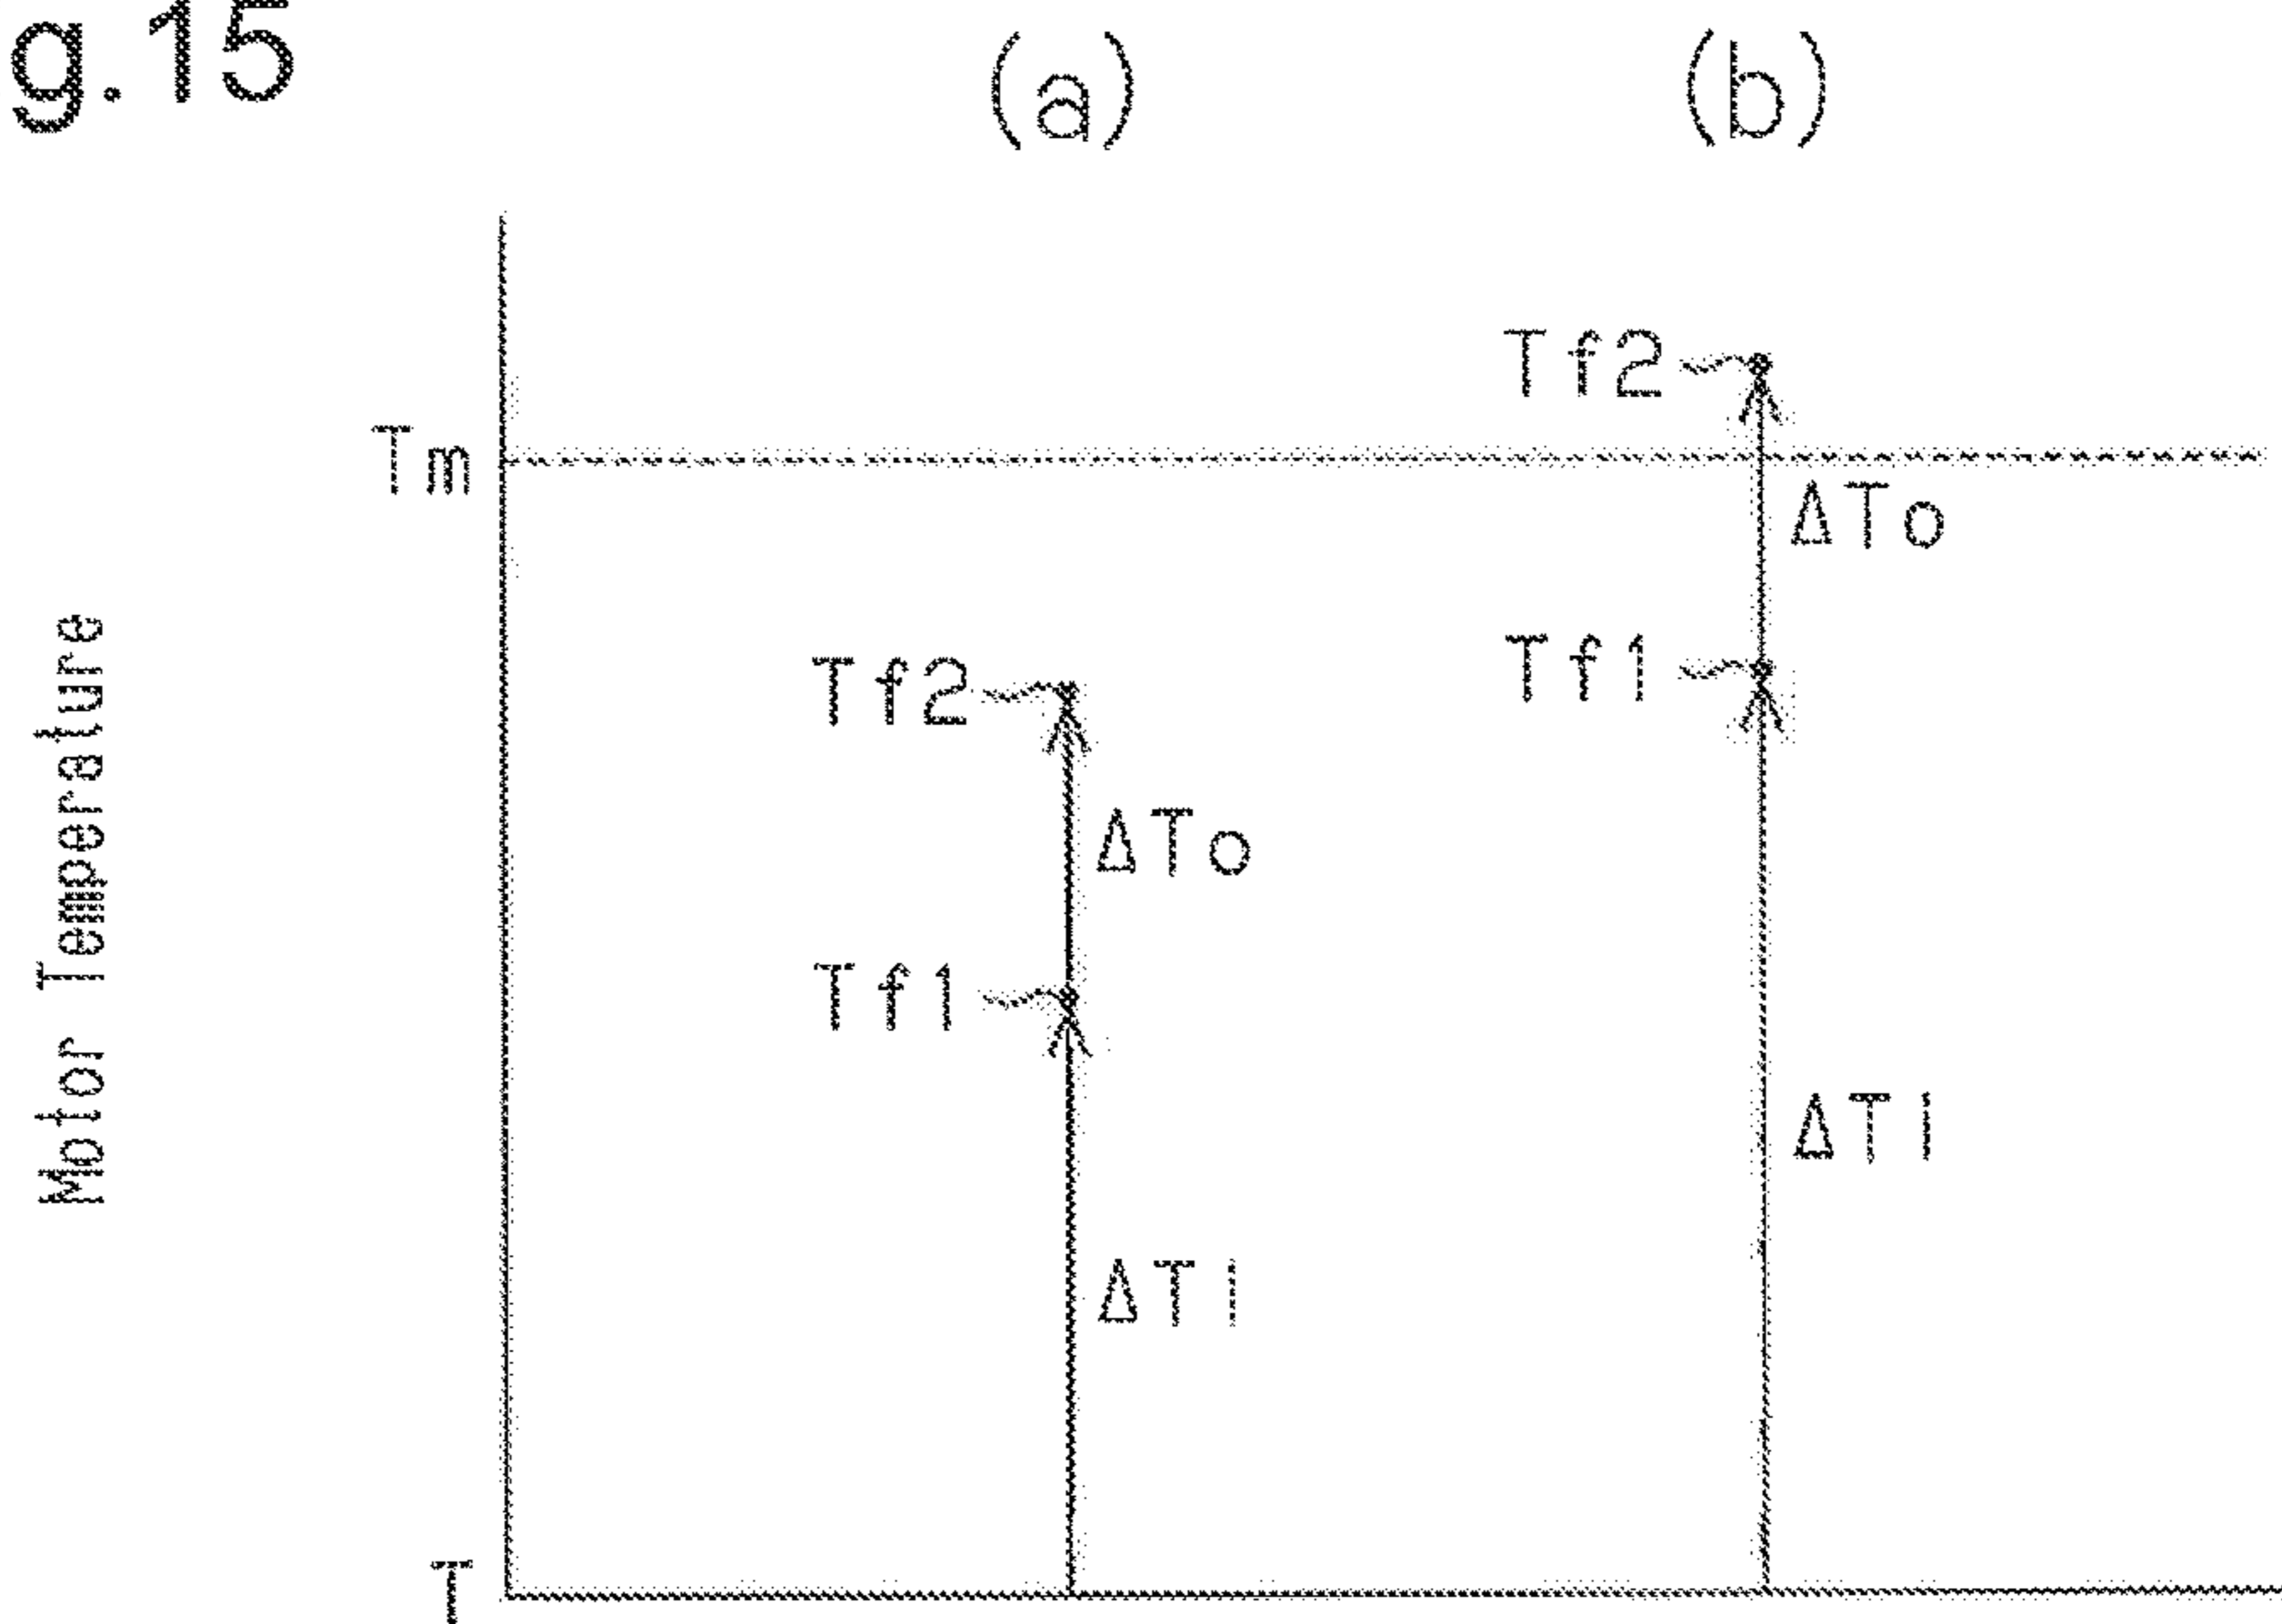 g.15
(a)
(b)
Tf2
Tm
ΔTo
Tf1
Tf2
ΔTo
Tf1
ΔTl
ΔTl
Motor Temperature
T